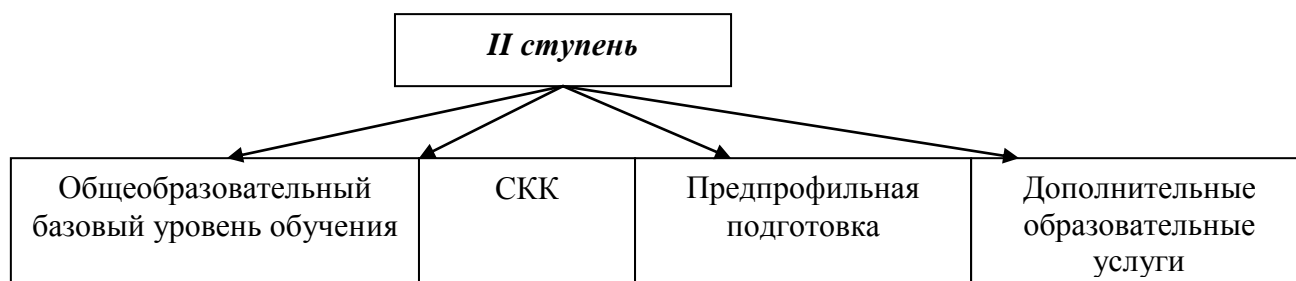 II ступень
Общеобразовательный
базовый уровень обучения
СКК
Предпрофильная
подготовка
Дополнительные
образовательные
услуги